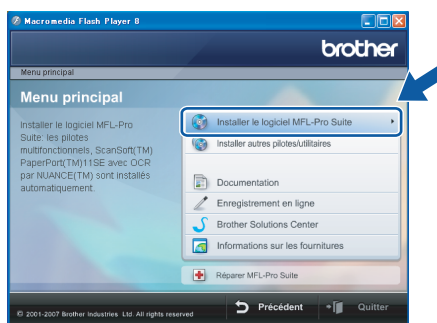 Macromedia Flash Player 8
brother
Menu principal
Menu principal
Installer le logiciel MFL-Pro
Suite: les pilotes
multifonctionnels, ScanSoft(TM)
PaperPort(TM)11SE avec OCR
par NUANCE(TM) sont installés
automatiquement.
Installer le logiciel MFL-Pro Suite
Installer autres pilotes/utilitaires
Documentation
Enregistrement en ligne
Brother Solutions Center
Informations sur les fournitures
Réparer MFL-Pro Suite
© 2001-2007 Brother Industries Ltd. All rights reserved
Précédent
Quitter